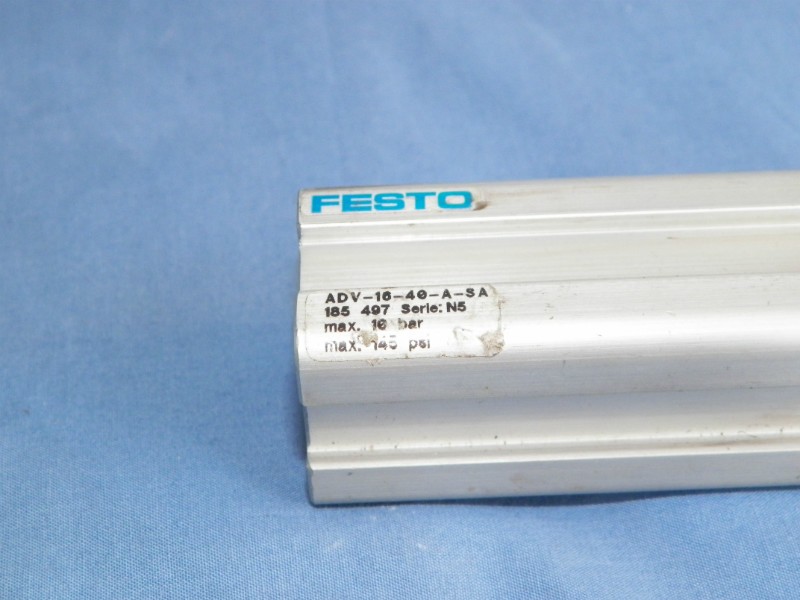 FESTO
ADV-16-40-A-SA
185 497 Serie: N5
max. 10 bar
max. 145 psi